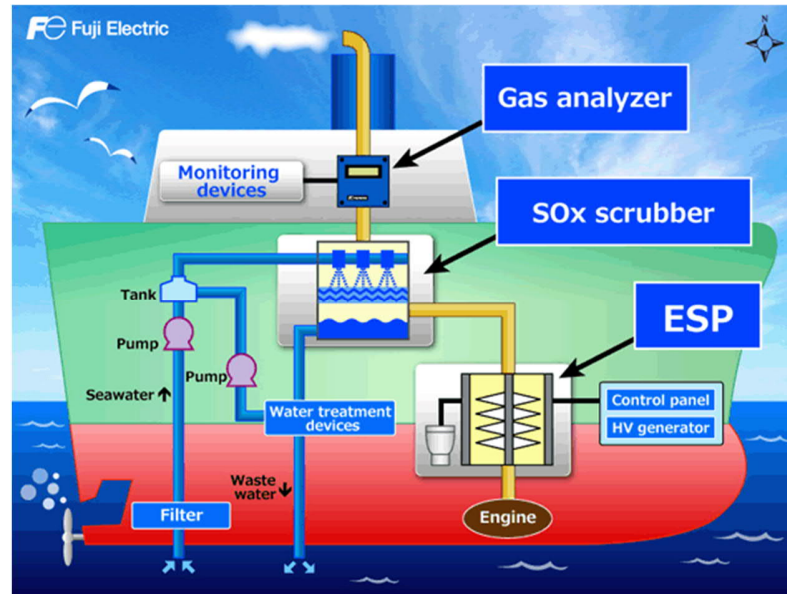 Fe Fuji Electric
N
Gas analyzer
Monitoring
devices
SOx scrubber
Tank
ESP
Pump
Pump
Seawater
Control panel
Water treatment
devices
HV generator
Waste
water
Filter
Engine